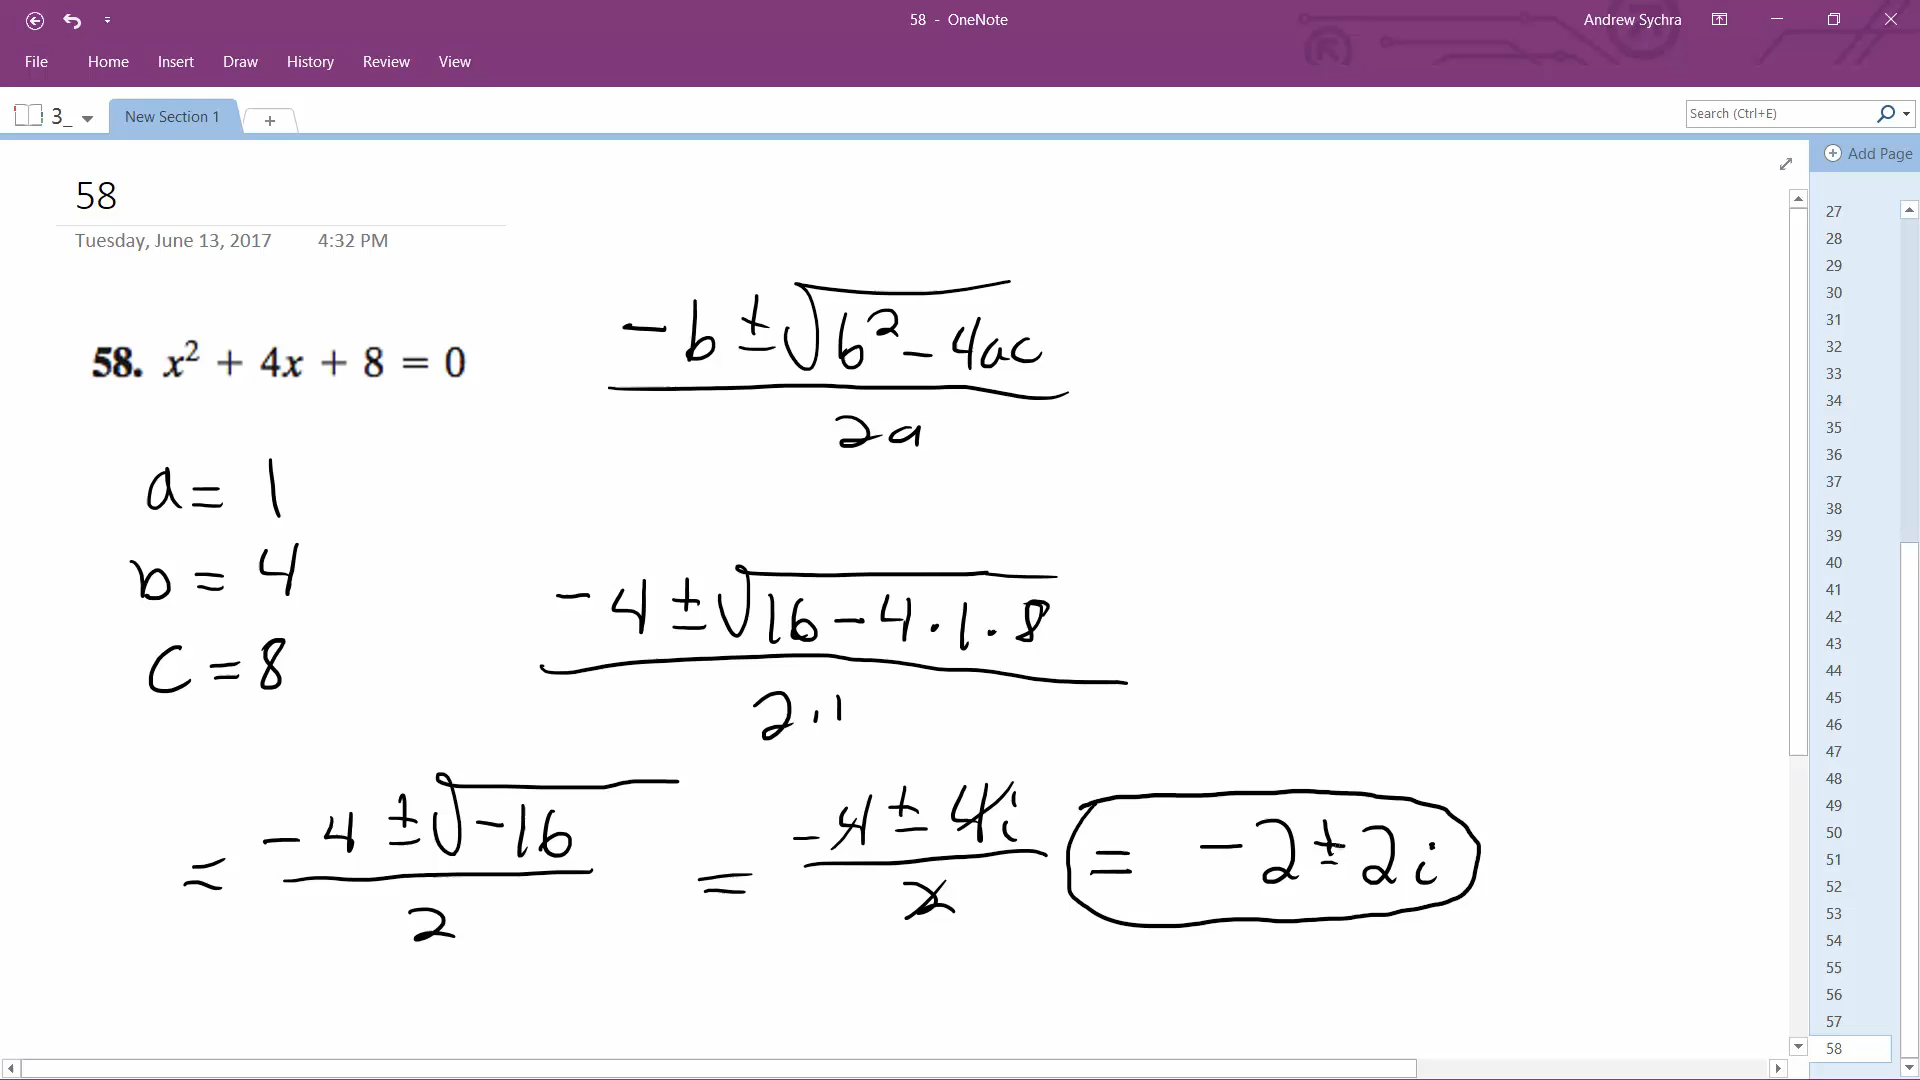 58 - OneNote
Andrew Sychra
File Home Insert Draw History Review View
3_ New Section 1 +
Search (Ctrl+E)
Add Page
58
Tuesday, June 13, 2017 4:32 PM
58. x² + 4x + 8 = 0
-b ± √(b² - 4ac)
2a
a = 1
b = 4
c = 8
-4 ± √(16 - 4 · 1 · 8)
2 · 1
= (-4 ± √-16) / 2 = (-4 ± 4i) / 2 = -2 ± 2i
27
28
29
30
31
32
33
34
35
36
37
38
39
40
41
42
43
44
45
46
47
48
49
50
51
52
53
54
55
56
57
58